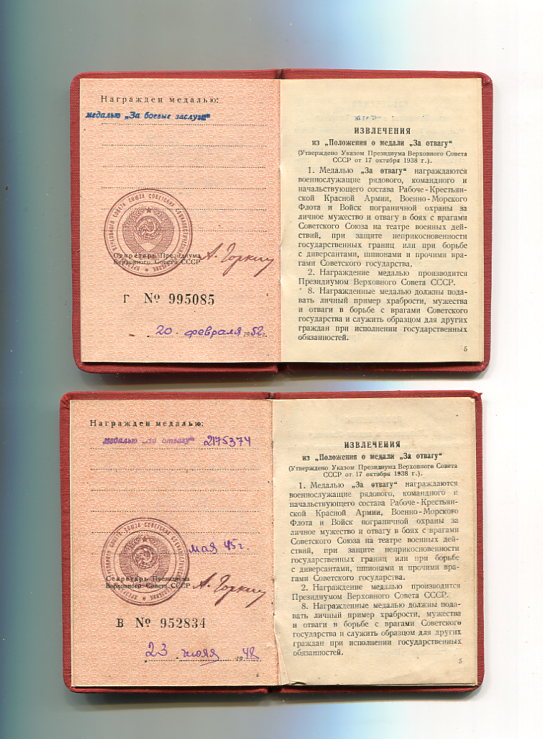 Награжден медалью:
медалью „За боевые заслуги“
Секретарь Президиума
Верховного Совета СССР
А. Горкин
Г № 995085
20 февраля 1952 г.
ИЗВЛЕЧЕНИЯ
из „Положения о медали „За отвагу“
(Утверждено Указом Президиума Верховного Совета
СССР от 17 октября 1938 г.).
1. Медалью „За отвагу“ награждаются
военнослужащие рядового, командного и
начальствующего состава Рабоче-Крестьян-
ской Красной Армии, Военно-Морского
Флота и Войск пограничной охраны за
личное мужество и отвагу в боях с врагами
Советского Союза на театре военных дей-
ствий, при защите неприкосновенности
государственных границ или при борьбе
с диверсантами, шпионами и прочими вра-
гами Советского государства.
2. Награждение медалью производится
Президиумом Верховного Совета СССР.
8. Награжденные медалью должны пода-
вать личный пример храбрости, мужества
и отваги в борьбе с врагами Советского
государства и служить образцом для других
граждан при исполнении государственных
обязанностей.
5
Награжден медалью:
медалью „За отвагу“ 2175374
май 45 г.
Секретарь Президиума
Верховного Совета СССР
А. Горкин
В № 952834
23 июля 1948
ИЗВЛЕЧЕНИЯ
из „Положения о медали „За отвагу“
(Утверждено Указом Президиума Верховного Совета
СССР от 17 октября 1938 г.).
1. Медалью „За отвагу“ награждаются
военнослужащие рядового, командного и
начальствующего состава Рабоче-Крестьян-
ской Красной Армии, Военно-Морского
Флота и Войск пограничной охраны за
личное мужество и отвагу в боях с врагами
Советского Союза на театре военных дей-
ствий, при защите неприкосновенности
государственных границ или при борьбе
с диверсантами, шпионами и прочими вра-
гами Советского государства.
2. Награждение медалью производится
Президиумом Верховного Совета СССР.
8. Награжденные медалью должны пода-
вать личный пример храбрости, мужества
и отваги в борьбе с врагами Советского
государства и служить образцом для других
граждан при исполнении государственных
обязанностей.
5